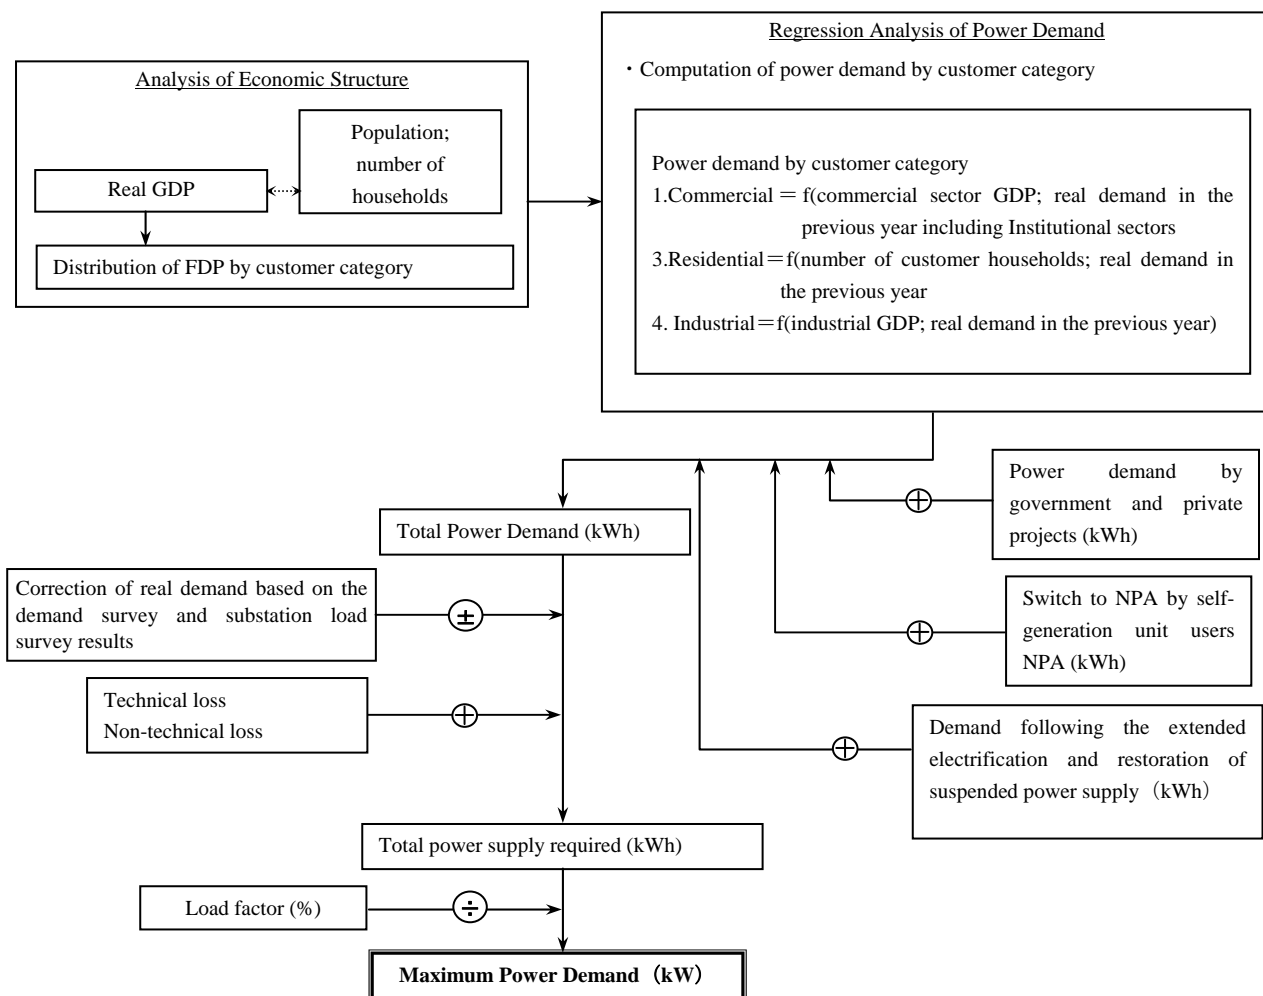 Regression Analysis of Power Demand
・Computation of power demand by customer category
Analysis of Economic Structure
Population;
number of
households
Real GDP
Distribution of FDP by customer category
Power demand by customer category
1.Commercial＝f(commercial sector GDP; real demand in the
previous year including Institutional sectors
3.Residential＝f(number of customer households; real demand in
the previous year
4. Industrial＝f(industrial GDP; real demand in the previous year)
Power demand by
government and private
projects (kWh)
Total Power Demand (kWh)
Correction of real demand based on the
demand survey and substation load
survey results
±
Switch to NPA by self-
generation unit users
NPA (kWh)
Technical loss
Non-technical loss
Demand following the extended
electrification and restoration of
suspended power supply（kWh）
Total power supply required (kWh)
Load factor (%)
÷
Maximum Power Demand（kW）